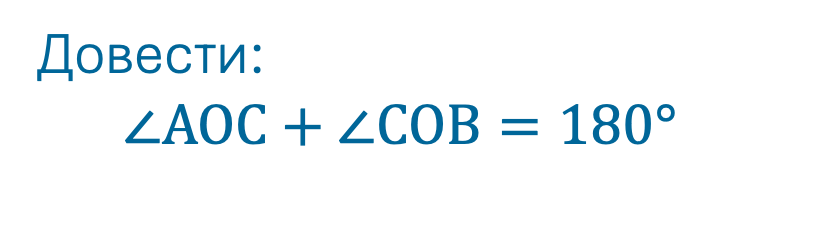 Довести:
∠AOC + ∠COB = 180°